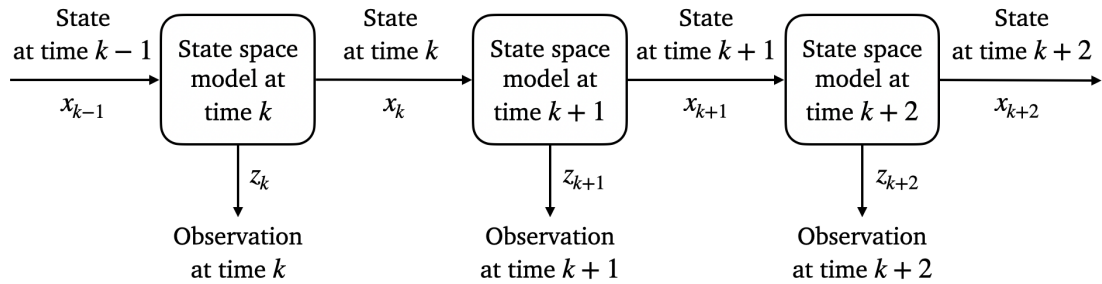 State
at time k − 1
x_{k−1}
State space
model at
time k
State
at time k
x_k
State space
model at
time k + 1
State
at time k + 1
x_{k+1}
State space
model at
time k + 2
State
at time k + 2
x_{k+2}
z_k
Observation
at time k
z_{k+1}
Observation
at time k + 1
z_{k+2}
Observation
at time k + 2